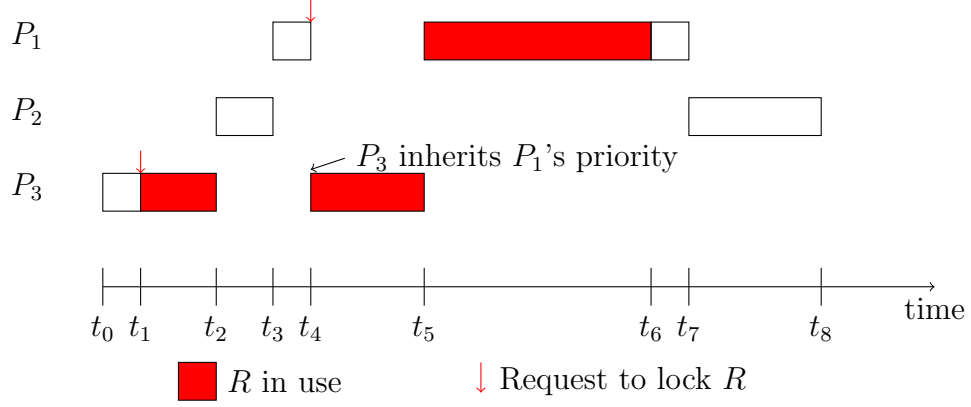 P₁
P₂
P₃ inherits P₁'s priority
P₃
t₀ t₁ t₂ t₃ t₄ t₅ t₆ t₇ t₈
time
R in use
Request to lock R